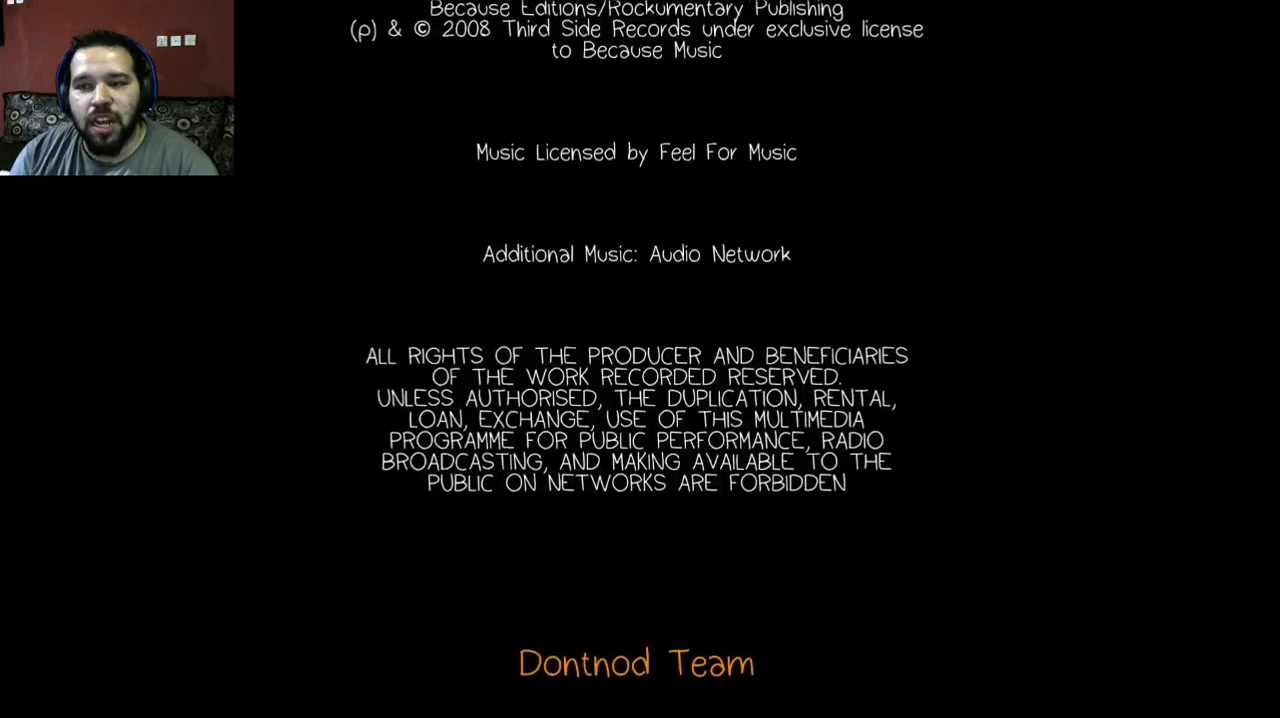 Because Editions/Rockumentary Publishing
(p) & © 2008 Third Side Records under exclusive license
to Because Music
Music Licensed by Feel For Music
Additional Music: Audio Network
ALL RIGHTS OF THE PRODUCER AND BENEFICIARIES
OF THE WORK RECORDED RESERVED.
UNLESS AUTHORISED, THE DUPLICATION, RENTAL,
LOAN, EXCHANGE, USE OF THIS MULTIMEDIA
PROGRAMME FOR PUBLIC PERFORMANCE, RADIO
BROADCASTING, AND MAKING AVAILABLE TO THE
PUBLIC ON NETWORKS ARE FORBIDDEN
Dontnod Team